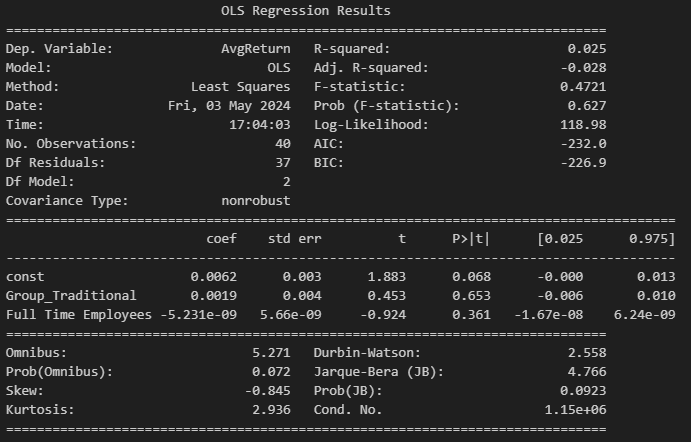 OLS Regression Results
==============================================================================
Dep. Variable: AvgReturn R-squared: 0.025
Model: OLS Adj. R-squared: -0.028
Method: Least Squares F-statistic: 0.4721
Date: Fri, 03 May 2024 Prob (F-statistic): 0.627
Time: 17:04:03 Log-Likelihood: 118.98
No. Observations: 40 AIC: -232.0
Df Residuals: 37 BIC: -226.9
Df Model: 2
Covariance Type: nonrobust
=======================================================================================
coef std err t P>|t| [0.025 0.975]
---------------------------------------------------------------------------------------
const 0.0062 0.003 1.883 0.068 -0.000 0.013
Group_Traditional 0.0019 0.004 0.453 0.653 -0.006 0.010
Full Time Employees -5.231e-09 5.66e-09 -0.924 0.361 -1.67e-08 6.24e-09
==============================================================================
Omnibus: 5.271 Durbin-Watson: 2.558
Prob(Omnibus): 0.072 Jarque-Bera (JB): 4.766
Skew: -0.845 Prob(JB): 0.0923
Kurtosis: 2.936 Cond. No. 1.15e+06
==============================================================================